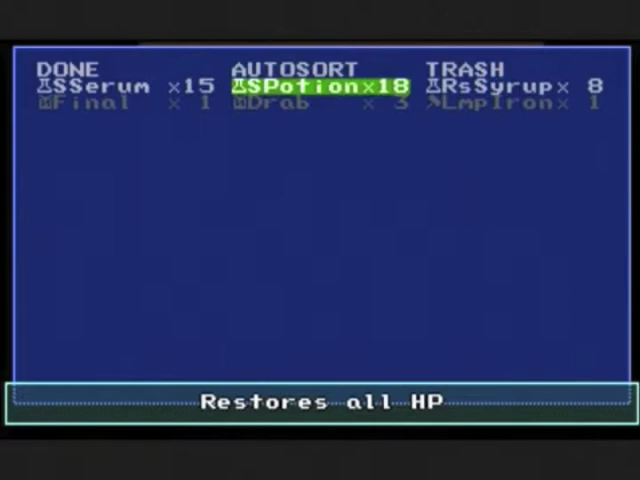 DONE AUTOSORT TRASH
SSerum ×15 SPotion×18 RsSyrup× 8
Final × 1 Drab × 3 LmpIron× 1
Restores all HP